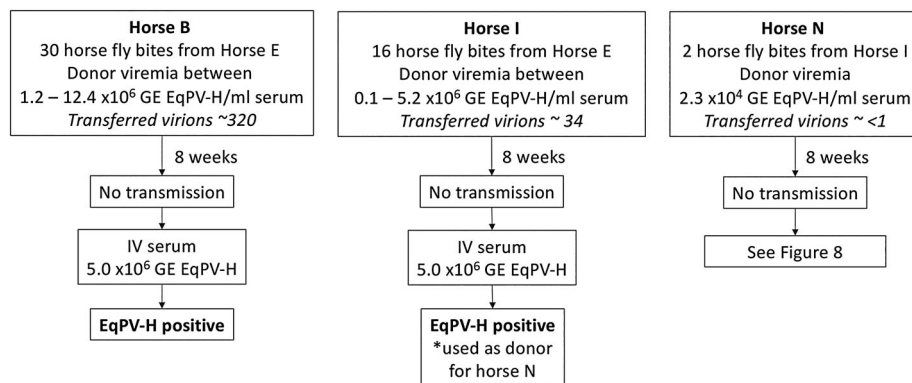 Horse B
30 horse fly bites from Horse E
Donor viremia between
1.2 – 12.4 x10⁶ GE EqPV-H/ml serum
Transferred virions ~320
8 weeks
No transmission
IV serum
5.0 x10⁶ GE EqPV-H
EqPV-H positive
Horse I
16 horse fly bites from Horse E
Donor viremia between
0.1 – 5.2 x10⁶ GE EqPV-H/ml serum
Transferred virions ~ 34
8 weeks
No transmission
IV serum
5.0 x10⁶ GE EqPV-H
EqPV-H positive
*used as donor
for horse N
Horse N
2 horse fly bites from Horse I
Donor viremia
2.3 x10⁴ GE EqPV-H/ml serum
Transferred virions ~ <1
8 weeks
No transmission
See Figure 8